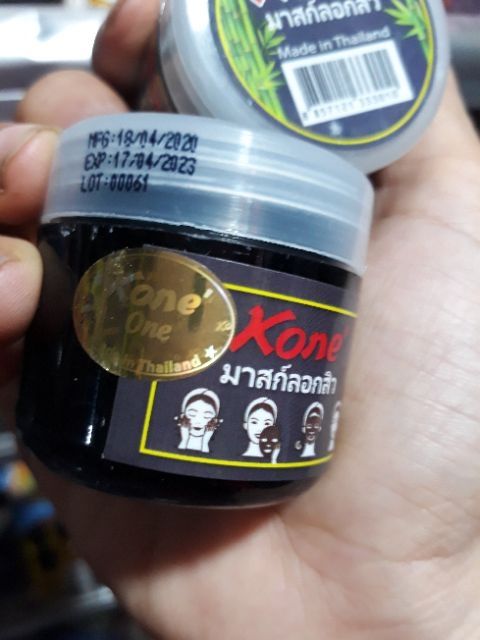 มาสก์ลอกสิว
Made in Thailand
MFG:18/04/2020
EXP:17/04/2023
LOT:00061
Kone'
One
in Thailand
Kone'
มาสก์ลอกสิว